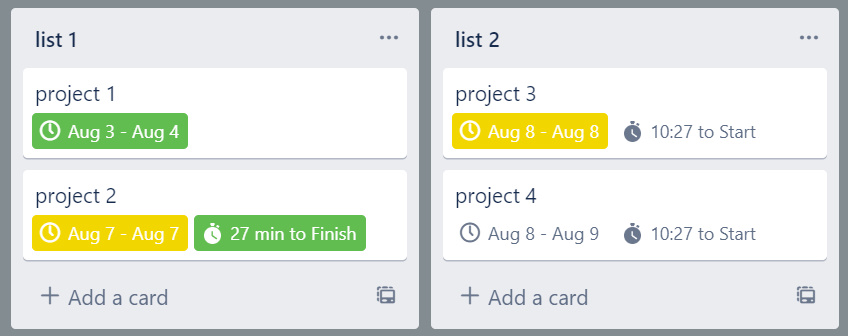 list 1
project 1
Aug 3 - Aug 4
project 2
Aug 7 - Aug 7 27 min to Finish
Add a card
list 2
project 3
Aug 8 - Aug 8 10:27 to Start
project 4
Aug 8 - Aug 9 10:27 to Start
Add a card